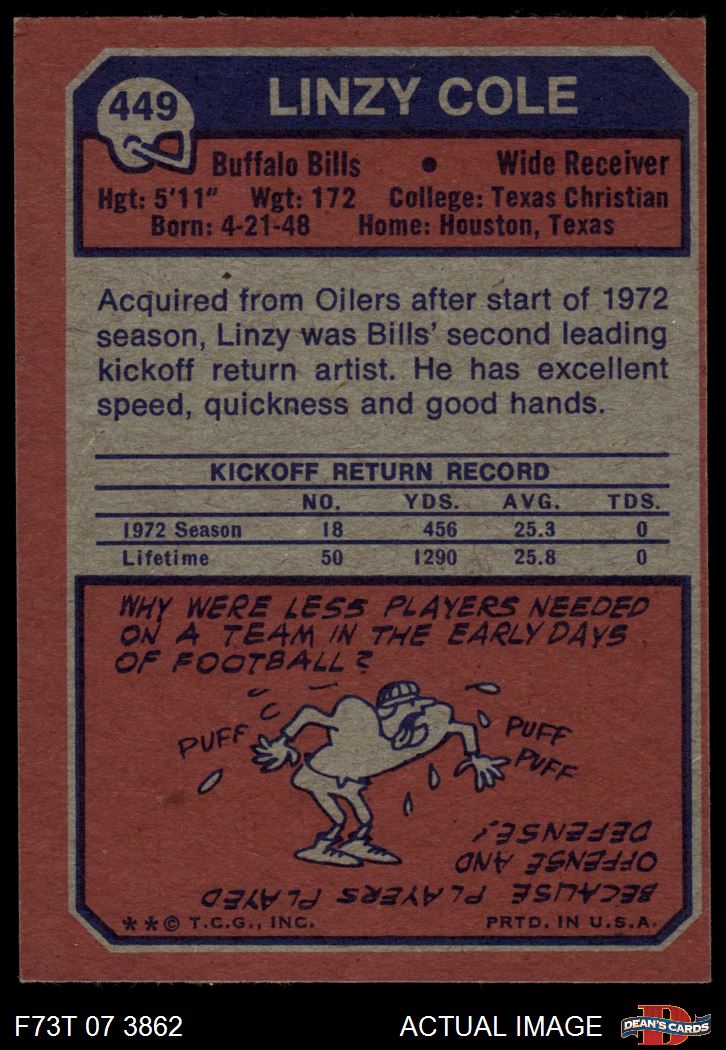 449
LINZY COLE
Buffalo Bills • Wide Receiver
Hgt: 5'11" Wgt: 172 College: Texas Christian
Born: 4-21-48 Home: Houston, Texas
Acquired from Oilers after start of 1972
season, Linzy was Bills' second leading
kickoff return artist. He has excellent
speed, quickness and good hands.
KICKOFF RETURN RECORD
NO. YDS. AVG. TDS.
1972 Season 18 456 25.3 0
Lifetime 50 1290 25.8 0
WHY WERE LESS PLAYERS NEEDED
ON A TEAM IN THE EARLY DAYS
OF FOOTBALL?
PUFF
PUFF
PUFF
BECAUSE PLAYERS PLAYED
OFFENSE AND
DEFENSE!
**© T.C.G., INC. PRTD. IN U.S.A.
F73T 07 3862 ACTUAL IMAGE
D
DEAN'S CARDS